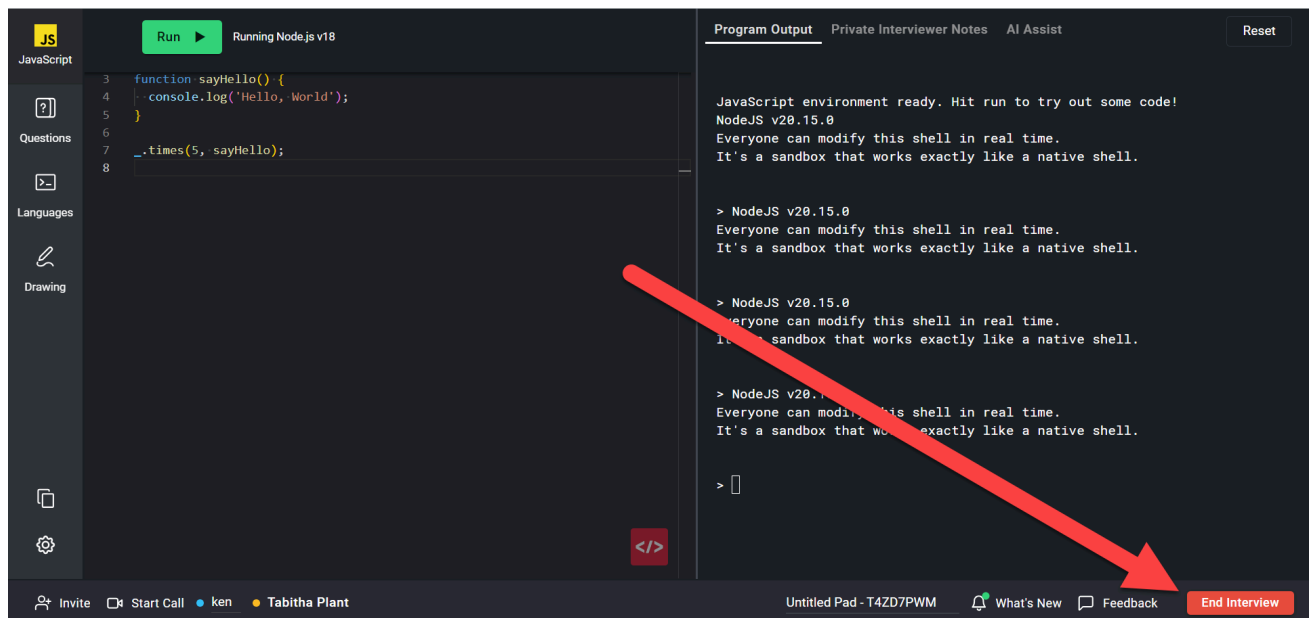 JS
JavaScript
Run
Running Node.js v18
Program Output
Private Interviewer Notes
AI Assist
Reset
Questions
Languages
Drawing
3 function sayHello() {
4 console.log('Hello, World');
5 }
6
7 _.times(5, sayHello);
8
</>
JavaScript environment ready. Hit run to try out some code!
NodeJS v20.15.0
Everyone can modify this shell in real time.
It's a sandbox that works exactly like a native shell.
> NodeJS v20.15.0
Everyone can modify this shell in real time.
It's a sandbox that works exactly like a native shell.
> NodeJS v20.15.0
everyone can modify this shell in real time.
sandbox that works exactly like a native shell.
> NodeJS
Everyone can this shell in real time.
It's a sandbox that exactly like a native shell.
>
Invite
Start Call
ken
Tabitha Plant
Untitled Pad - T4ZD7PWM
What's New
Feedback
End Interview